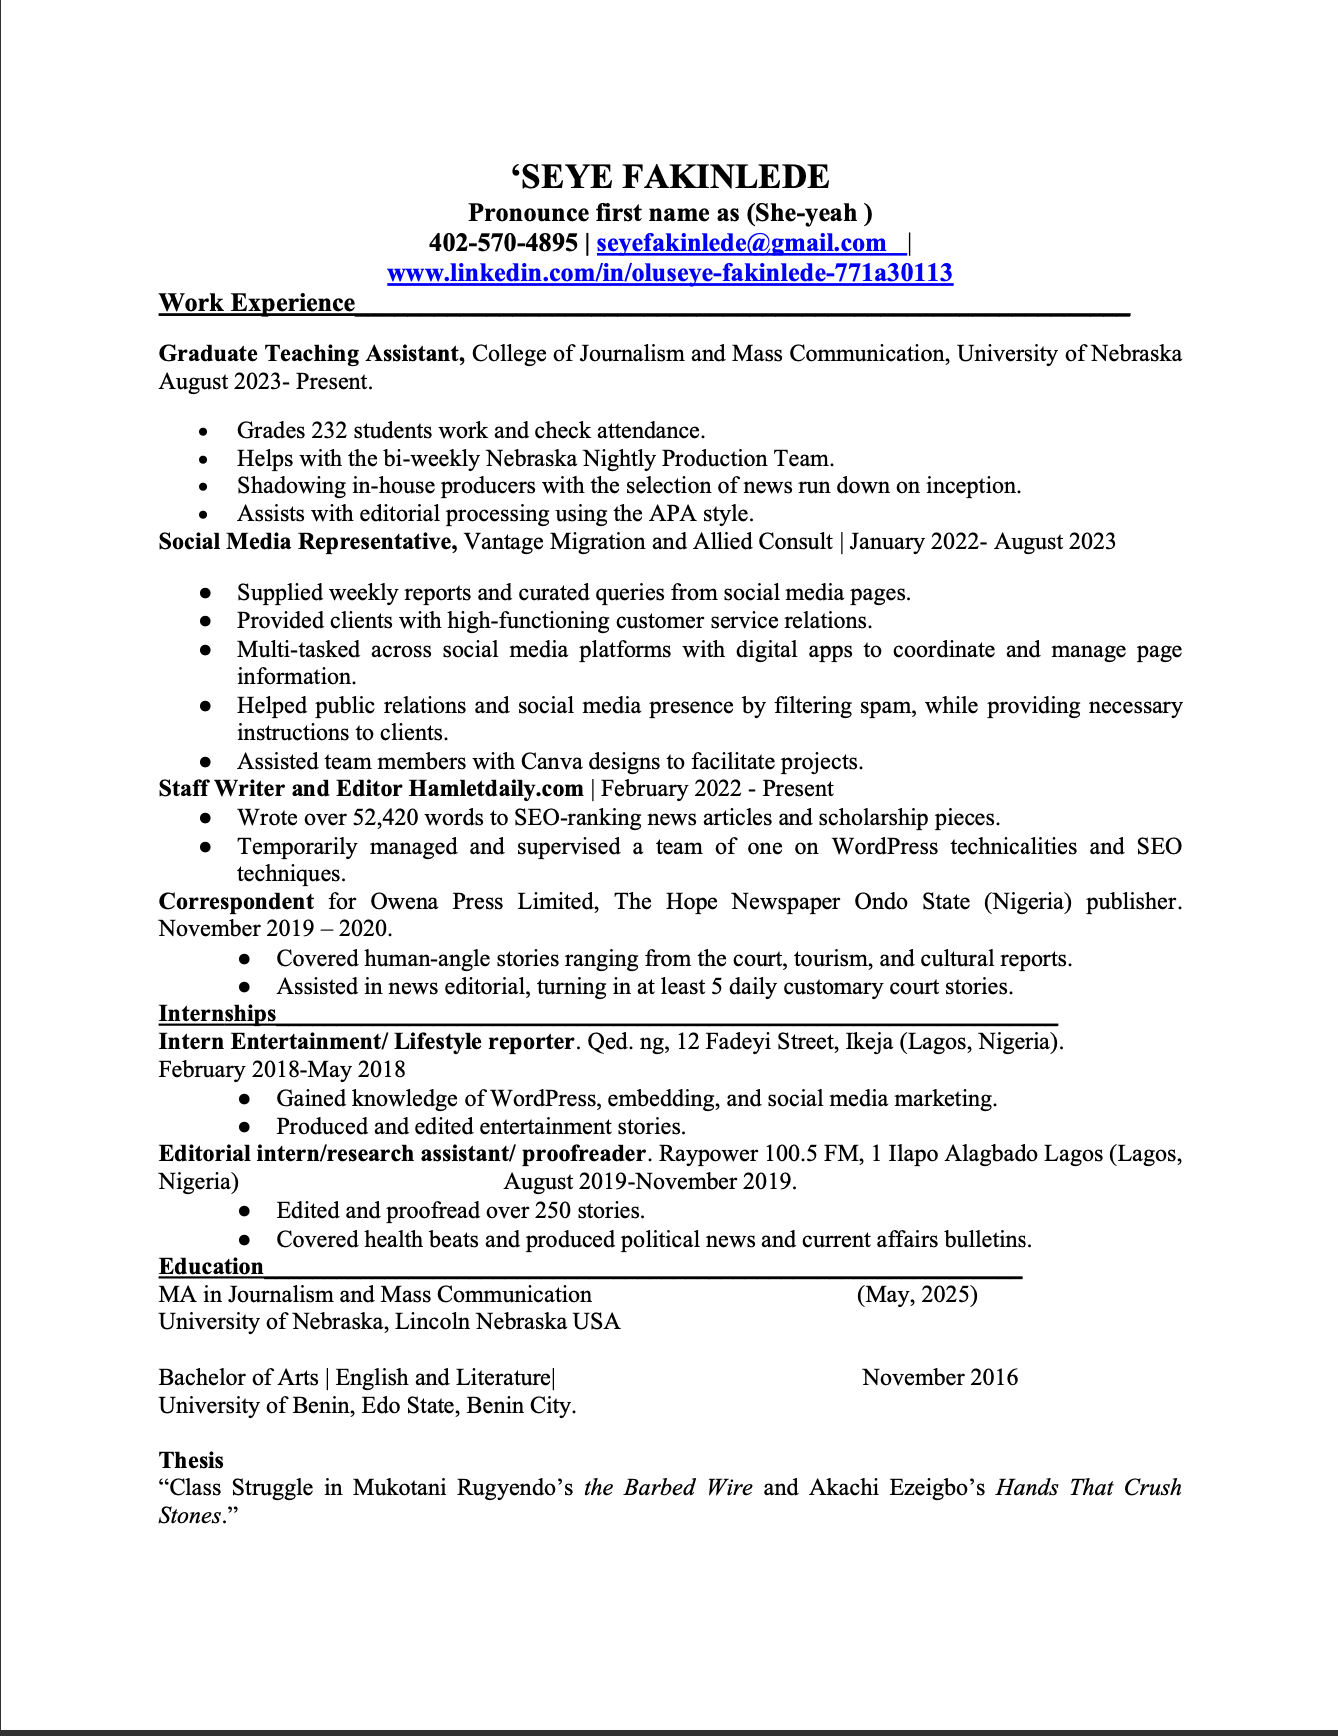 ‘SEYE FAKINLEDE
Pronounce first name as (She-yeah )
402-570-4895 | seyefakinlede@gmail.com |
www.linkedin.com/in/oluseye-fakinlede-771a30113
Work Experience
Graduate Teaching Assistant, College of Journalism and Mass Communication, University of Nebraska
August 2023- Present.
• Grades 232 students work and check attendance.
• Helps with the bi-weekly Nebraska Nightly Production Team.
• Shadowing in-house producers with the selection of news run down on inception.
• Assists with editorial processing using the APA style.
Social Media Representative, Vantage Migration and Allied Consult | January 2022- August 2023
● Supplied weekly reports and curated queries from social media pages.
● Provided clients with high-functioning customer service relations.
● Multi-tasked across social media platforms with digital apps to coordinate and manage page
information.
● Helped public relations and social media presence by filtering spam, while providing necessary
instructions to clients.
● Assisted team members with Canva designs to facilitate projects.
Staff Writer and Editor Hamletdaily.com | February 2022 - Present
● Wrote over 52,420 words to SEO-ranking news articles and scholarship pieces.
● Temporarily managed and supervised a team of one on WordPress technicalities and SEO
techniques.
Correspondent for Owena Press Limited, The Hope Newspaper Ondo State (Nigeria) publisher.
November 2019 – 2020.
● Covered human-angle stories ranging from the court, tourism, and cultural reports.
● Assisted in news editorial, turning in at least 5 daily customary court stories.
Internships
Intern Entertainment/ Lifestyle reporter. Qed. ng, 12 Fadeyi Street, Ikeja (Lagos, Nigeria).
February 2018-May 2018
● Gained knowledge of WordPress, embedding, and social media marketing.
● Produced and edited entertainment stories.
Editorial intern/research assistant/ proofreader. Raypower 100.5 FM, 1 Ilapo Alagbado Lagos (Lagos,
Nigeria) August 2019-November 2019.
● Edited and proofread over 250 stories.
● Covered health beats and produced political news and current affairs bulletins.
Education
MA in Journalism and Mass Communication (May, 2025)
University of Nebraska, Lincoln Nebraska USA
Bachelor of Arts | English and Literature| November 2016
University of Benin, Edo State, Benin City.
Thesis
“Class Struggle in Mukotani Rugyendo’s the Barbed Wire and Akachi Ezeigbo’s Hands That Crush
Stones.”